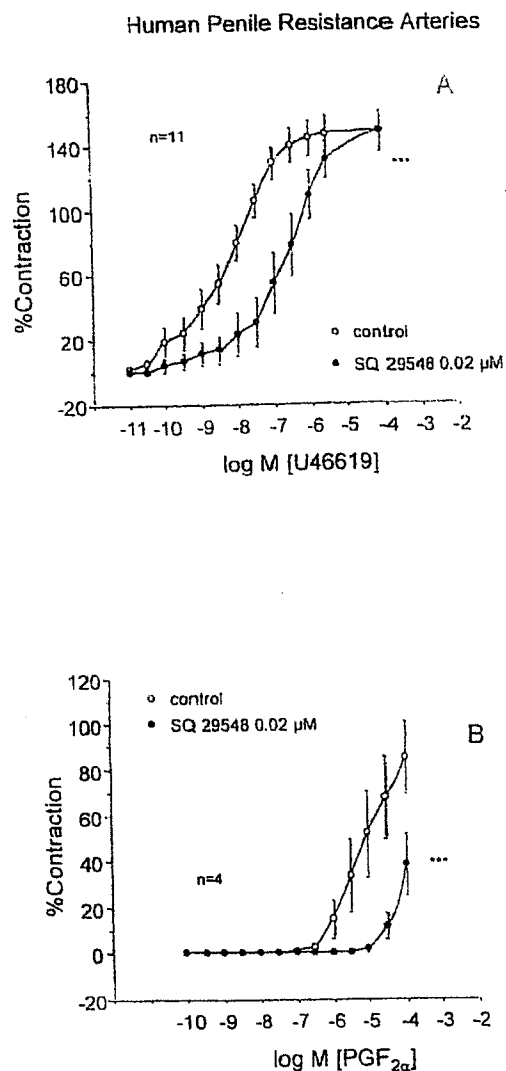 Human Penile Resistance Arteries
A
180
140
100
60
20
-20
%Contraction
n=11
control
SQ 29548 0.02 µM
***
-11 -10 -9 -8 -7 -6 -5 -4 -3 -2
log M [U46619]
120
100
80
60
40
20
0
-20
%Contraction
control
SQ 29548 0.02 µM
B
n=4
***
-10 -9 -8 -7 -6 -5 -4 -3 -2
log M [PGF2α]